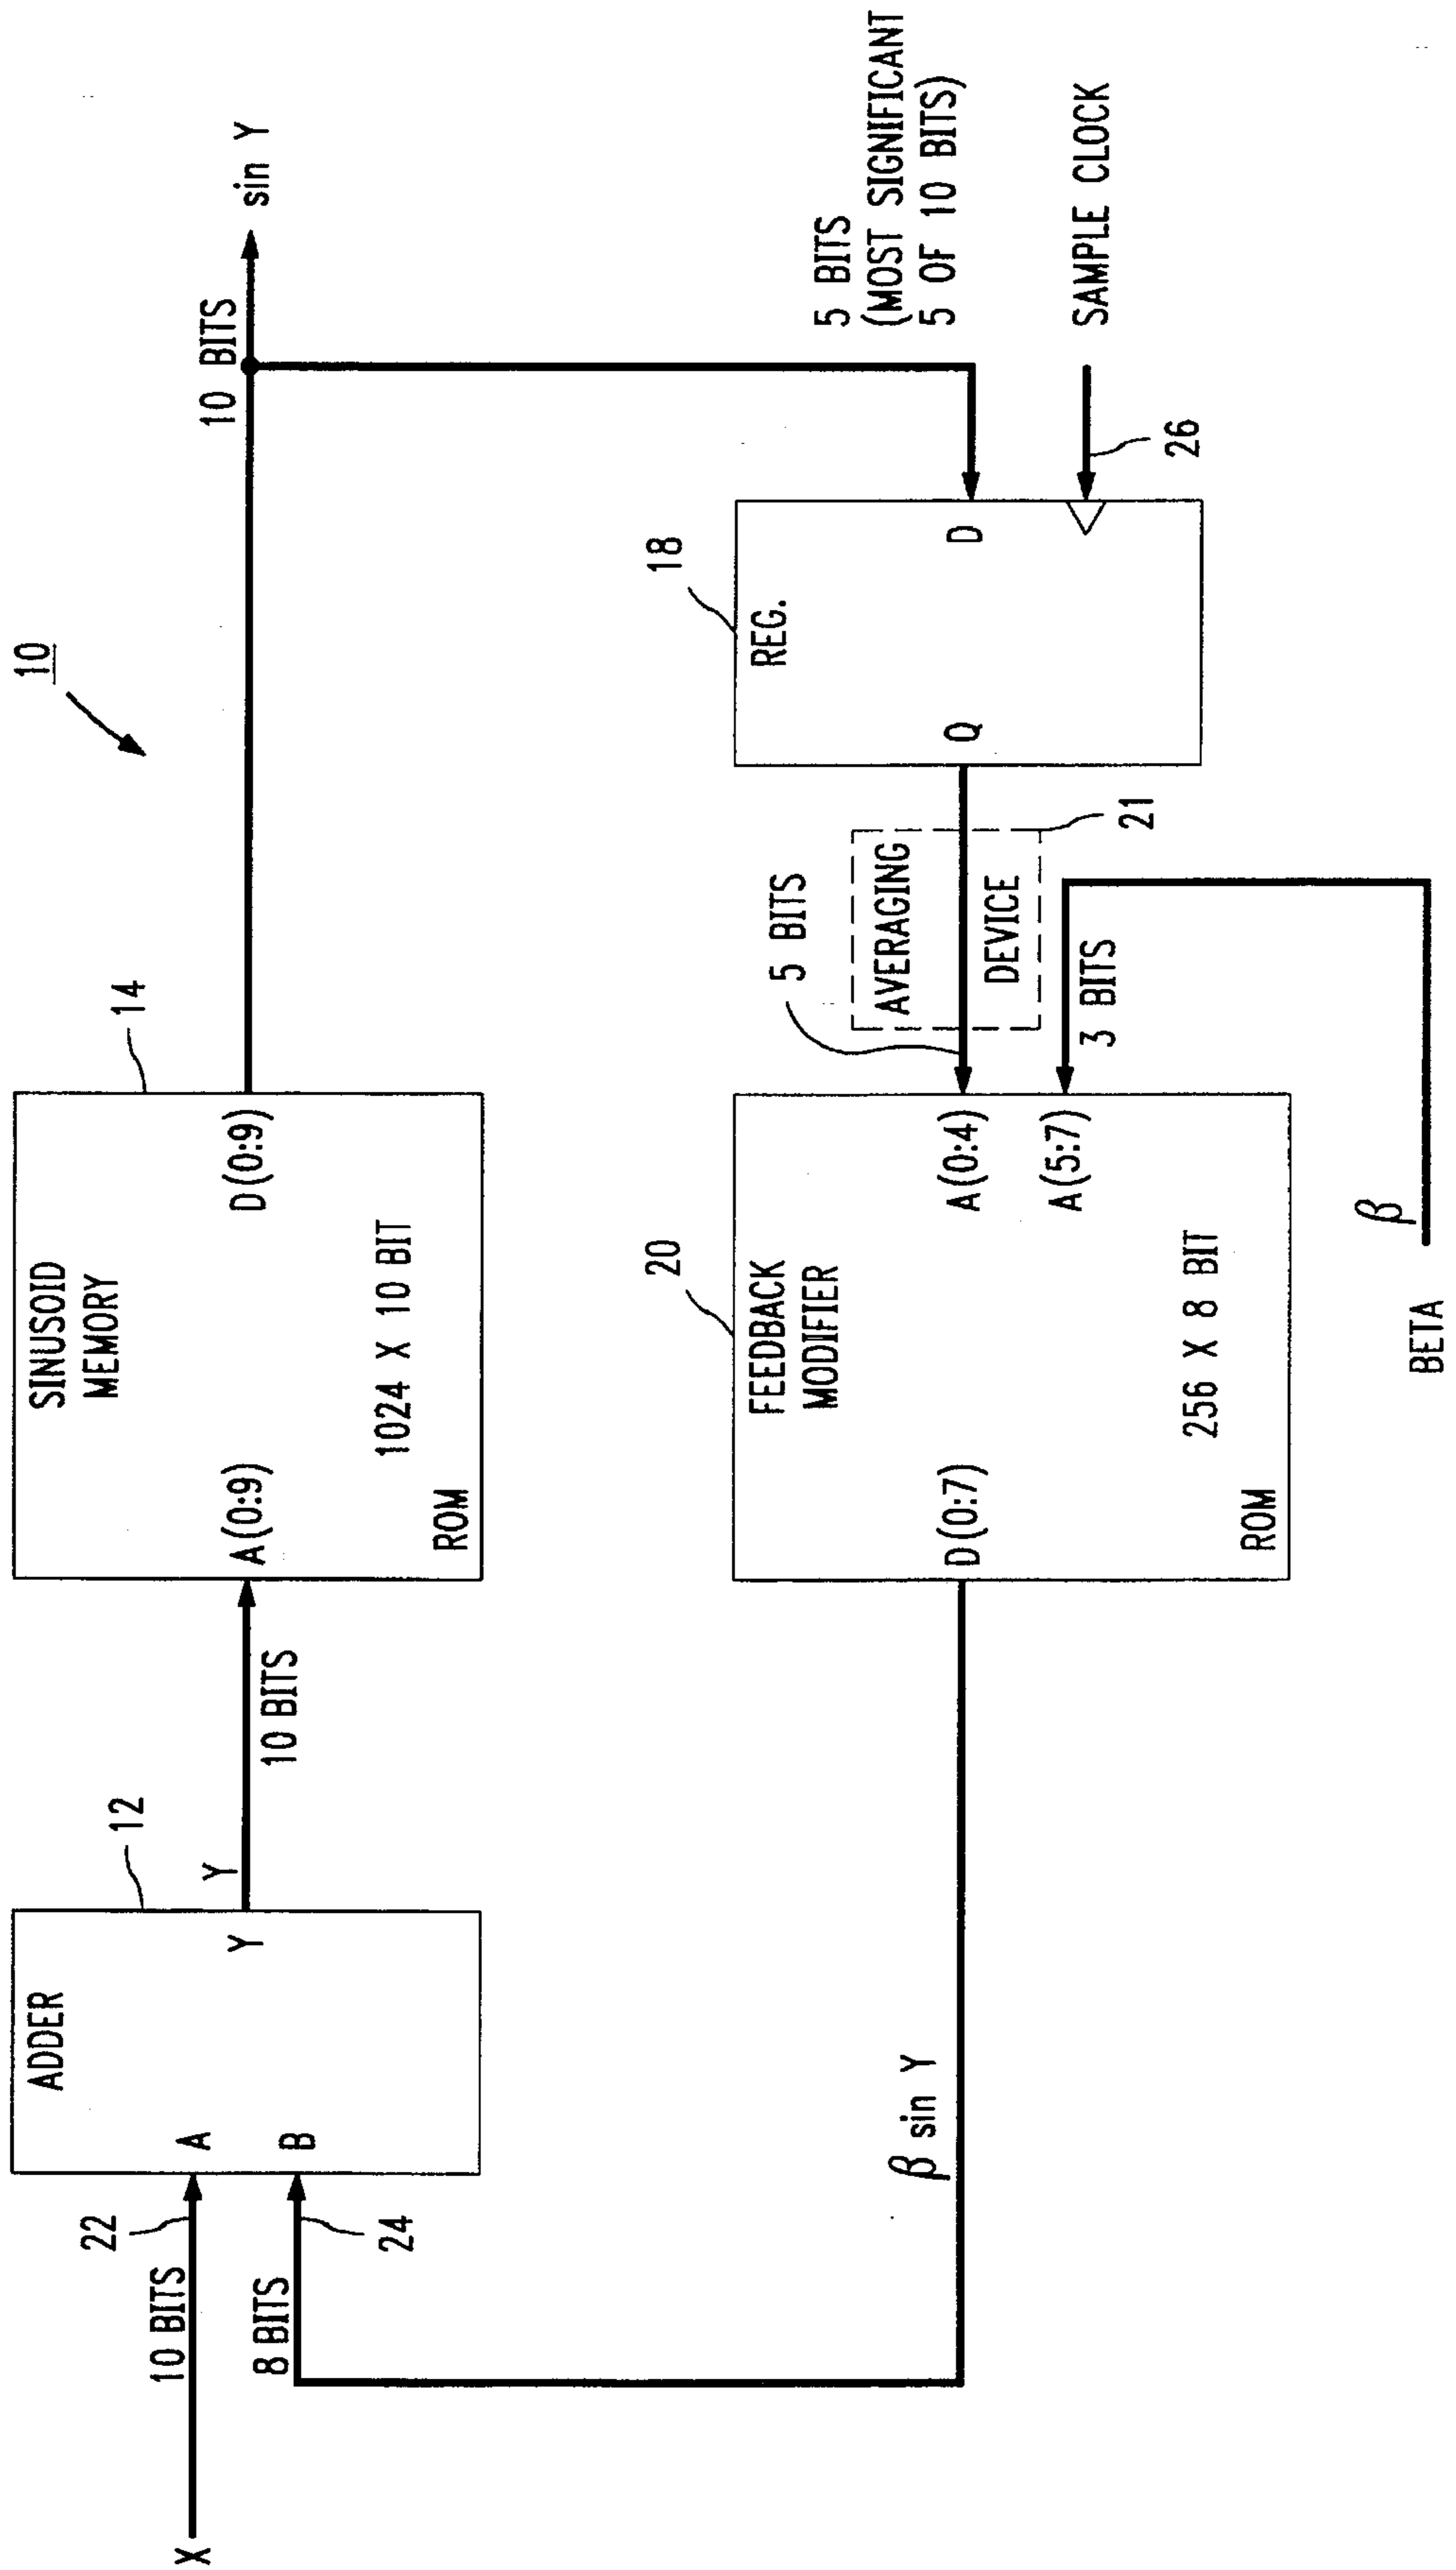 10
ADDER
12
A
B
Y
Y
22
10 BITS
X
24
8 BITS
10 BITS
SINUSOID
MEMORY
14
A(0:9)
D(0:9)
1024 X 10 BIT
ROM
10 BITS
sin Y
β sin Y
FEEDBACK
MODIFIER
20
D(0:7)
A(0:4)
A(5:7)
256 X 8 BIT
ROM
5 BITS
AVERAGING
DEVICE
21
3 BITS
BETA
β
REG.
18
Q
D
5 BITS
(MOST SIGNIFICANT
5 OF 10 BITS)
SAMPLE CLOCK
26